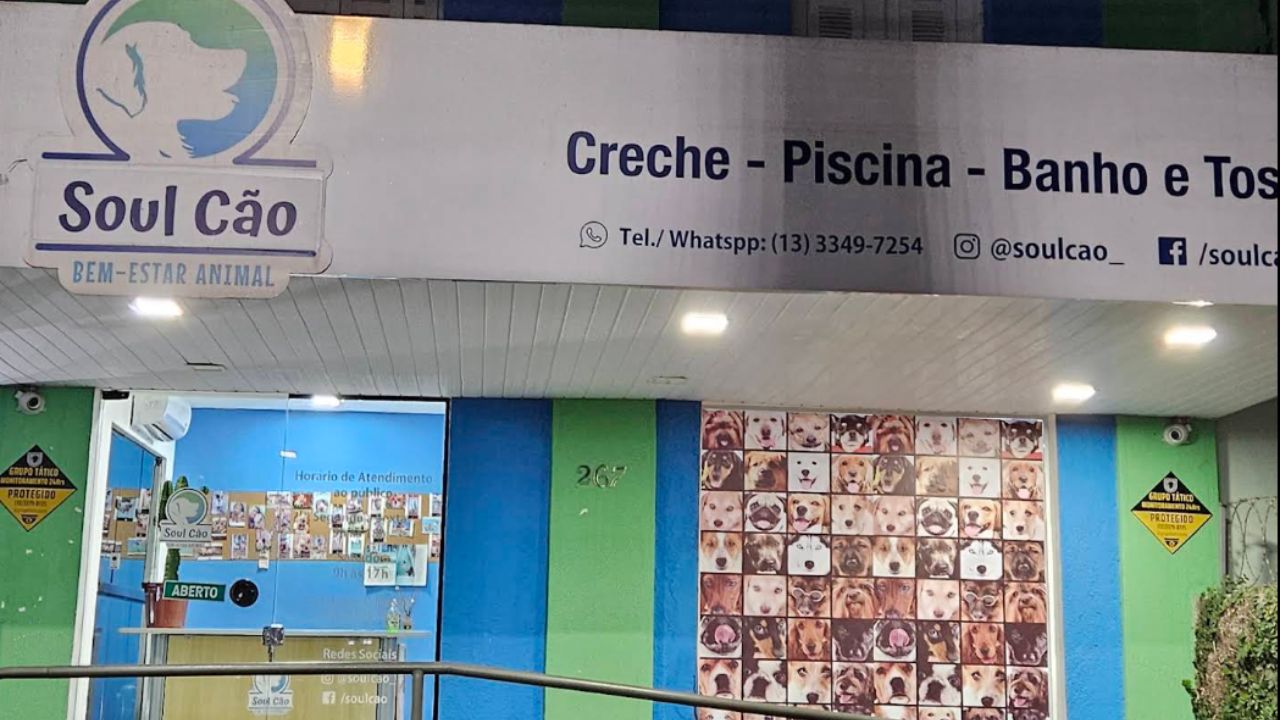 Soul Cão
BEM-ESTAR ANIMAL
Creche - Piscina - Banho e Tos
Tel./ Whatspp: (13) 3349-7254
@soulcao_
/soulca
267
GRUPO TÁTICO
MONITORAMENTO 24hrs
PROTEGIDO
Horario de Atendimento
ao publico
Soul Cão
17h
ABERTO
Redes Sociais
@soulcao_
/soulcao
Soul Cão
GRUPO TÁTICO
MONITORAMENTO 24hrs
PROTEGIDO